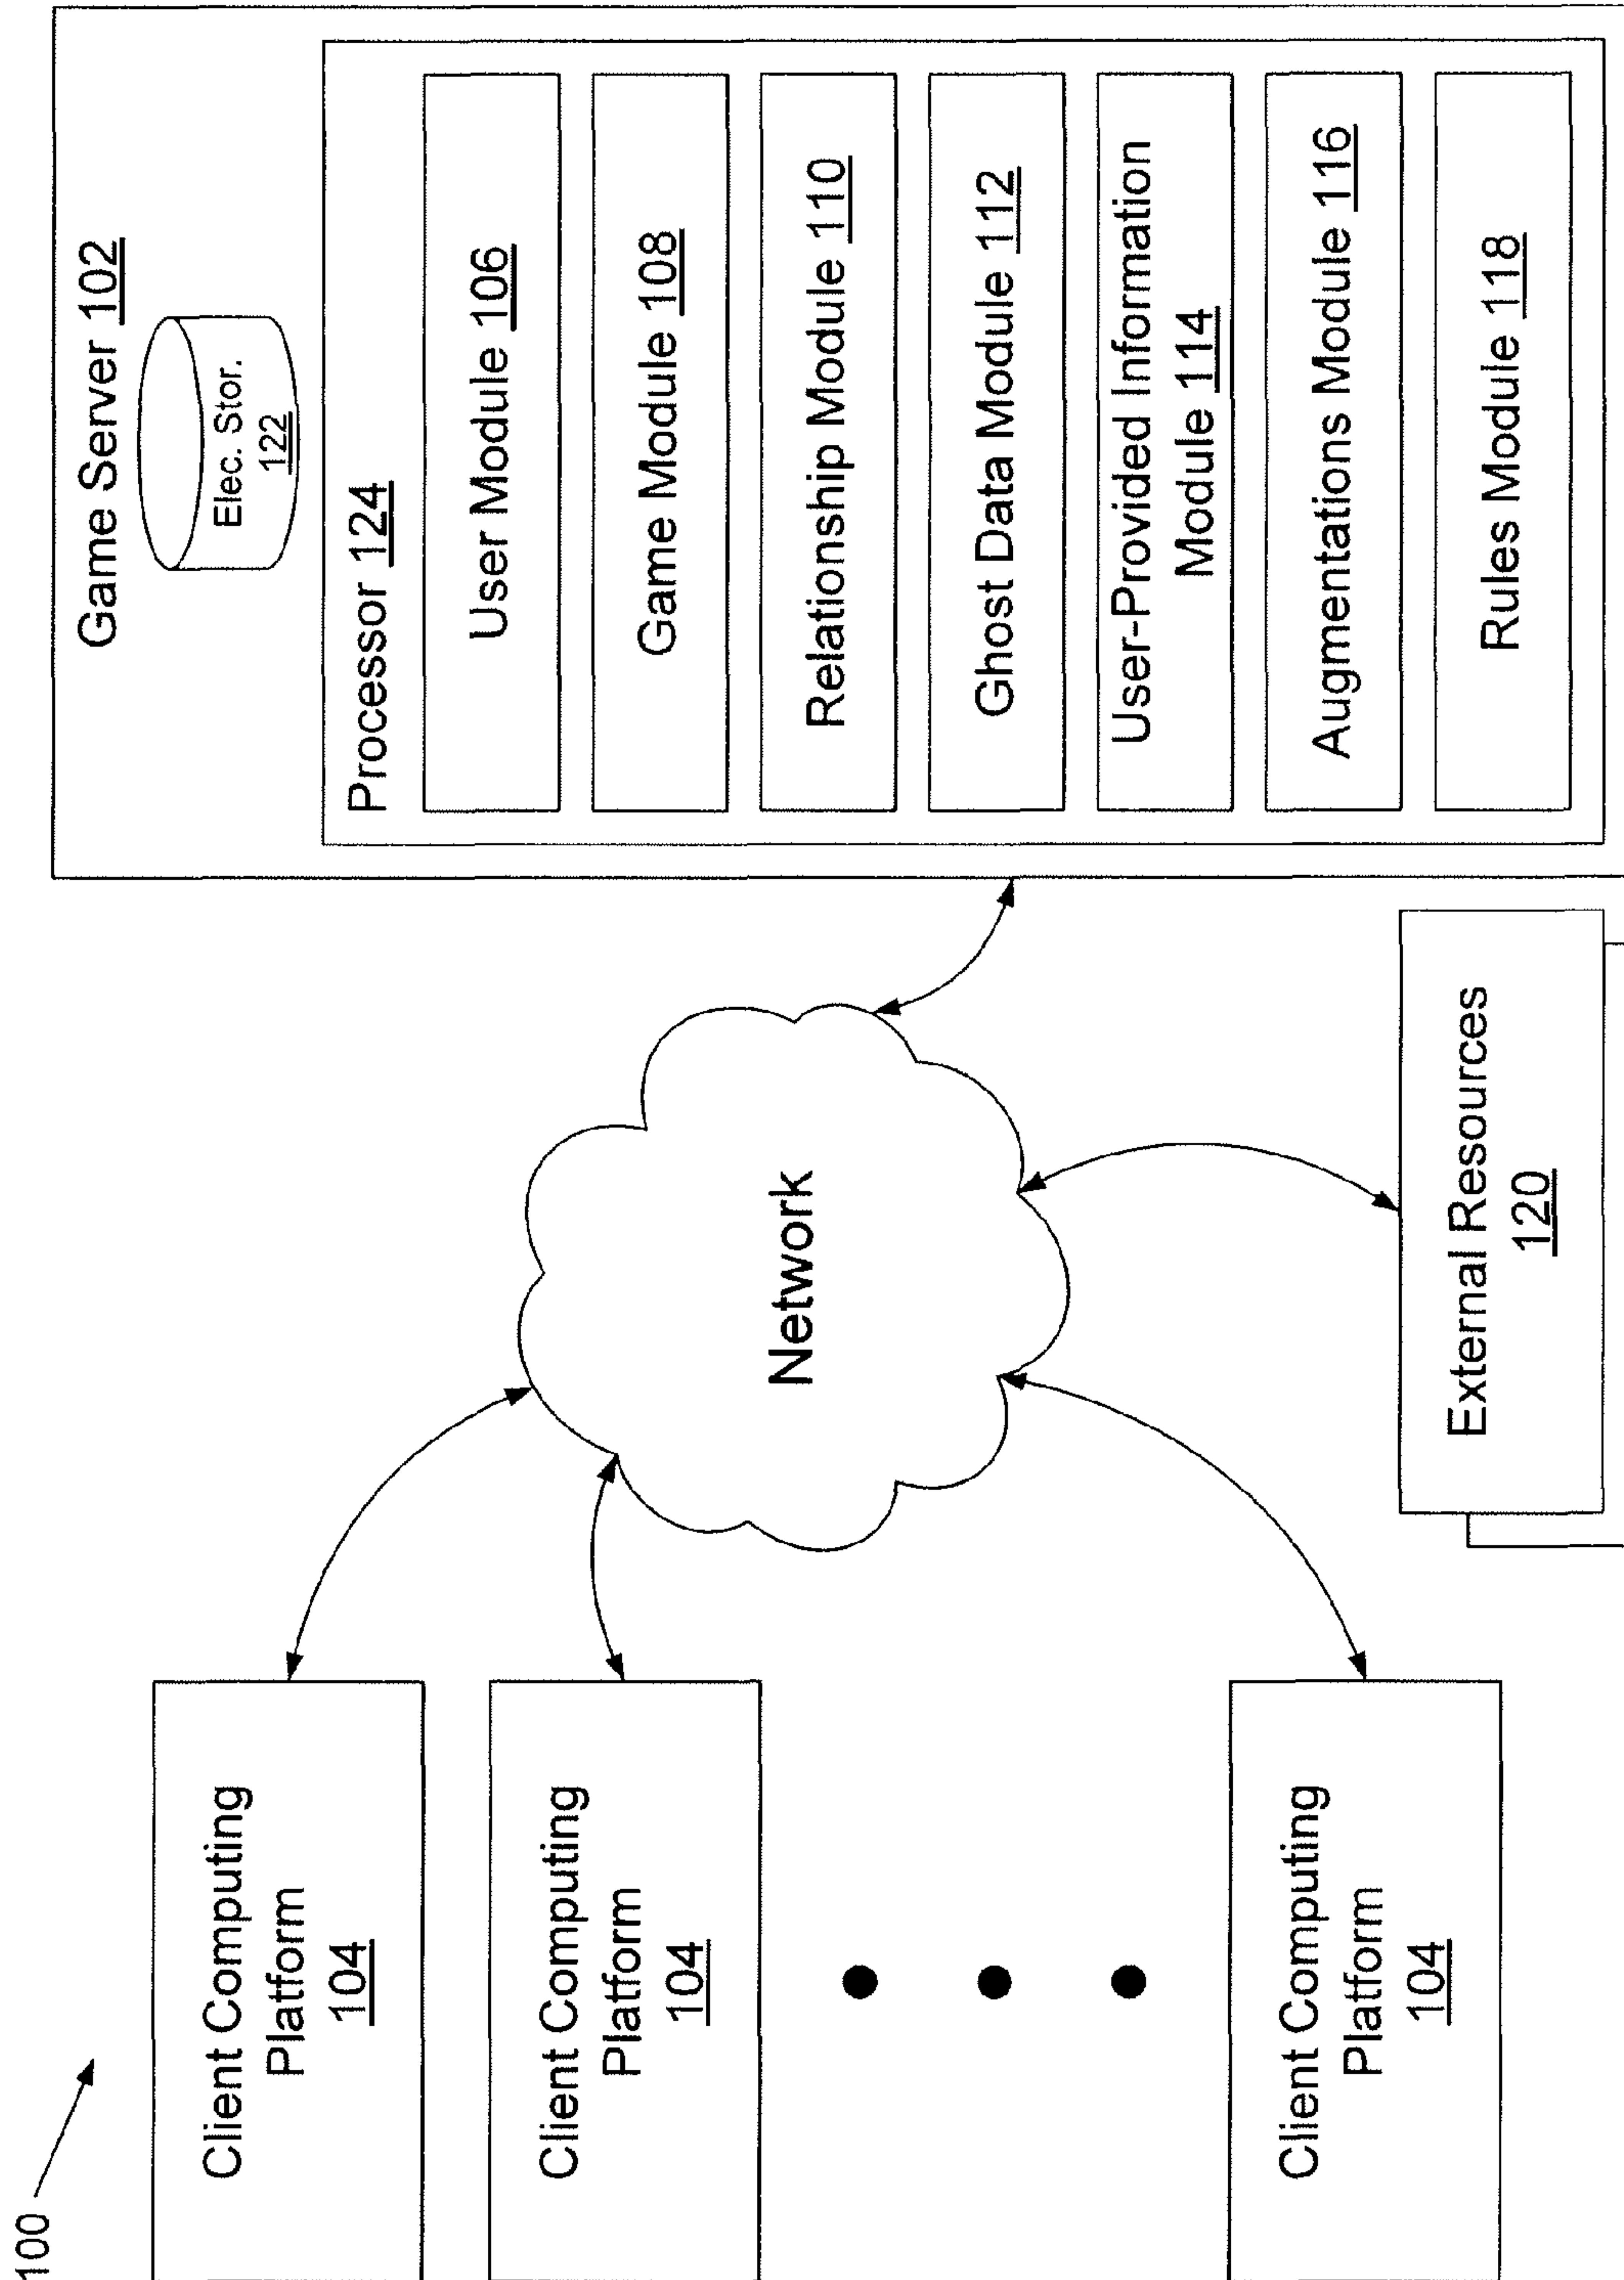 100
Client Computing
Platform
104
Client Computing
Platform
104
Client Computing
Platform
104
Network
External Resources
120
Game Server 102
Elec. Stor.
122
Processor 124
User Module 106
Game Module 108
Relationship Module 110
Ghost Data Module 112
User-Provided Information
Module 114
Augmentations Module 116
Rules Module 118